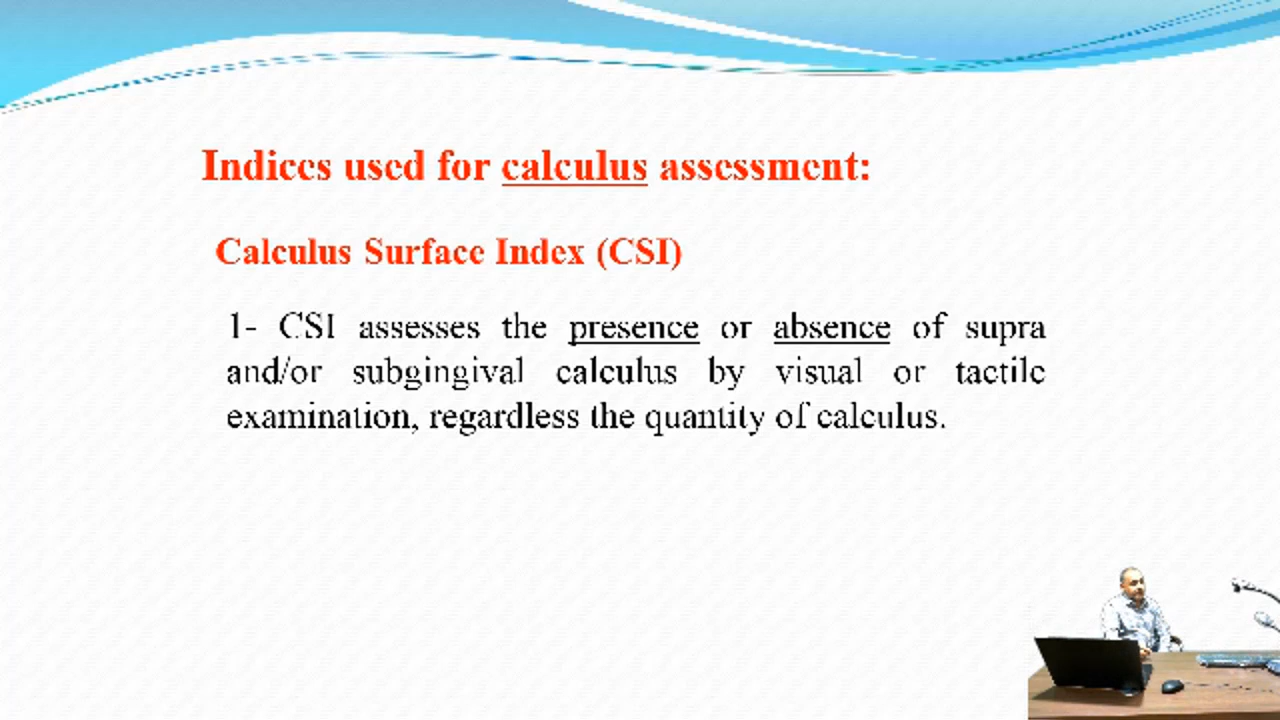 Indices used for calculus assessment:
Calculus Surface Index (CSI)
1- CSI assesses the presence or absence of supra
and/or subgingival calculus by visual or tactile
examination, regardless the quantity of calculus.